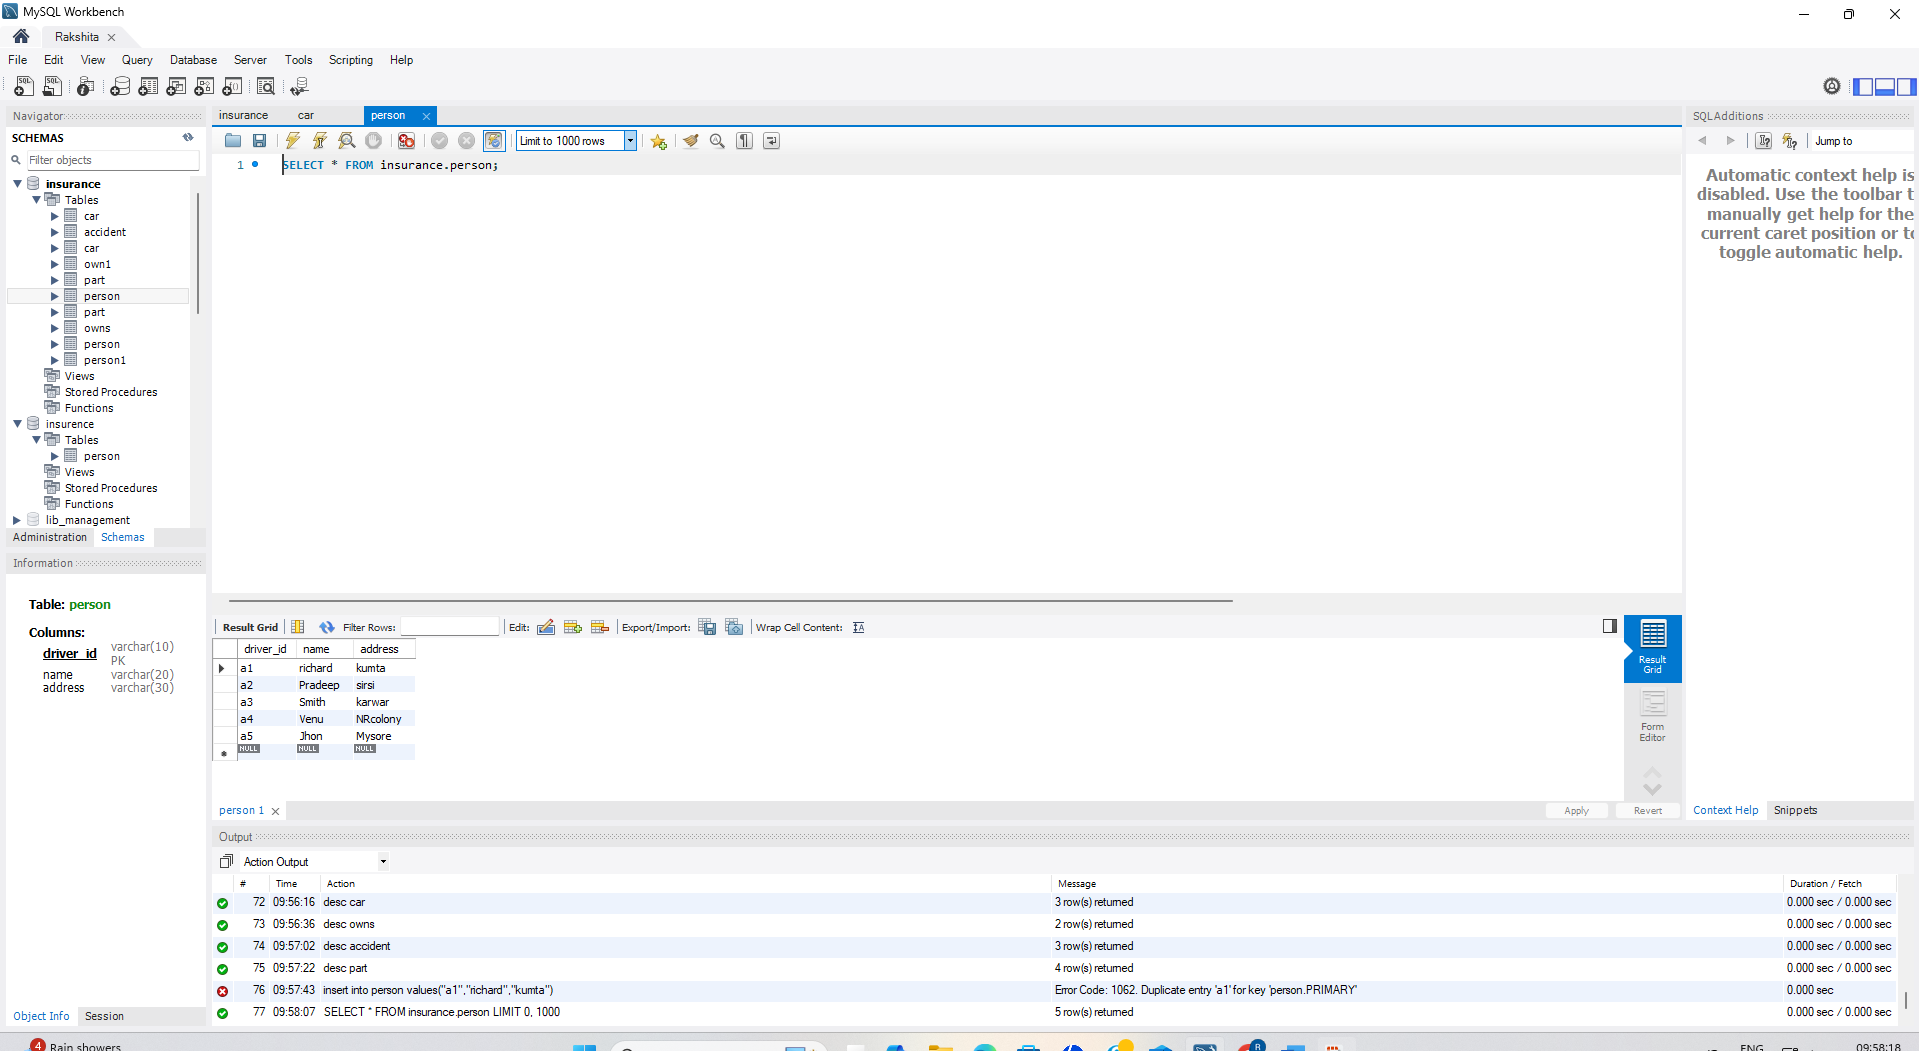 MySQL Workbench
Rakshita
File Edit View Query Database Server Tools Scripting Help
Navigator
SCHEMAS
Filter objects
insurance
Tables
car
accident
car
own1
part
person
part
owns
person
person1
Views
Stored Procedures
Functions
insurence
Tables
person
Views
Stored Procedures
Functions
lib_management
Administration Schemas
Information
Table: person
Columns:
driver_id varchar(10)
PK
name varchar(20)
address varchar(30)
Object Info Session
insurance car person
Limit to 1000 rows
1 SELECT * FROM insurance.person;
Result Grid Filter Rows: Edit: Export/Import: Wrap Cell Content:
driver_id name address
a1 richard kumta
a2 Pradeep sirsi
a3 Smith karwar
a4 Venu NRcolony
a5 Jhon Mysore
NULL NULL NULL
Result
Grid
Form
Editor
person 1
Apply Revert
SQLAdditions
Jump to
Automatic context help is
disabled. Use the toolbar t
manually get help for the
current caret position or to
toggle automatic help.
Context Help Snippets
Output
Action Output
# Time Action Message Duration / Fetch
72 09:56:16 desc car 3 row(s) returned 0.000 sec / 0.000 sec
73 09:56:36 desc owns 2 row(s) returned 0.000 sec / 0.000 sec
74 09:57:02 desc accident 3 row(s) returned 0.000 sec / 0.000 sec
75 09:57:22 desc part 4 row(s) returned 0.000 sec / 0.000 sec
76 09:57:43 insert into person values("a1","richard","kumta") Error Code: 1062. Duplicate entry 'a1' for key 'person.PRIMARY' 0.000 sec
77 09:58:07 SELECT * FROM insurance.person LIMIT 0, 1000 5 row(s) returned 0.000 sec / 0.000 sec
4 Rain showers
ENG
09:58:18